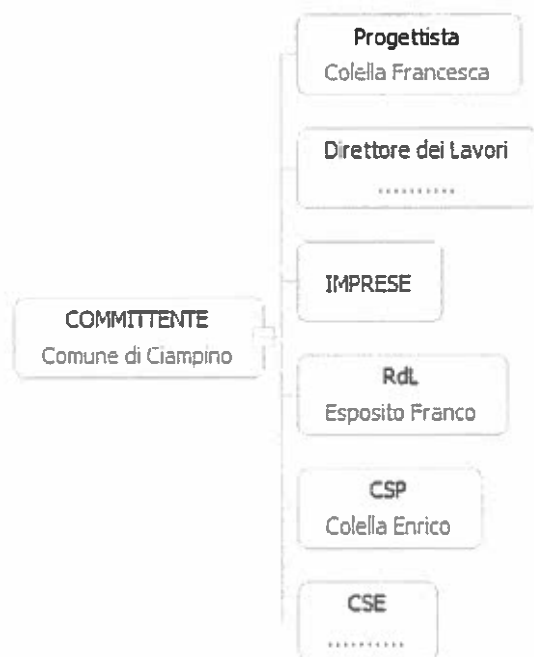 Progettista
Colella Francesca
Direttore dei Lavori
..........
IMPRESE
COMMITTENTE
Comune di Ciampino
RdL
Esposito Franco
CSP
Colella Enrico
CSE
..........